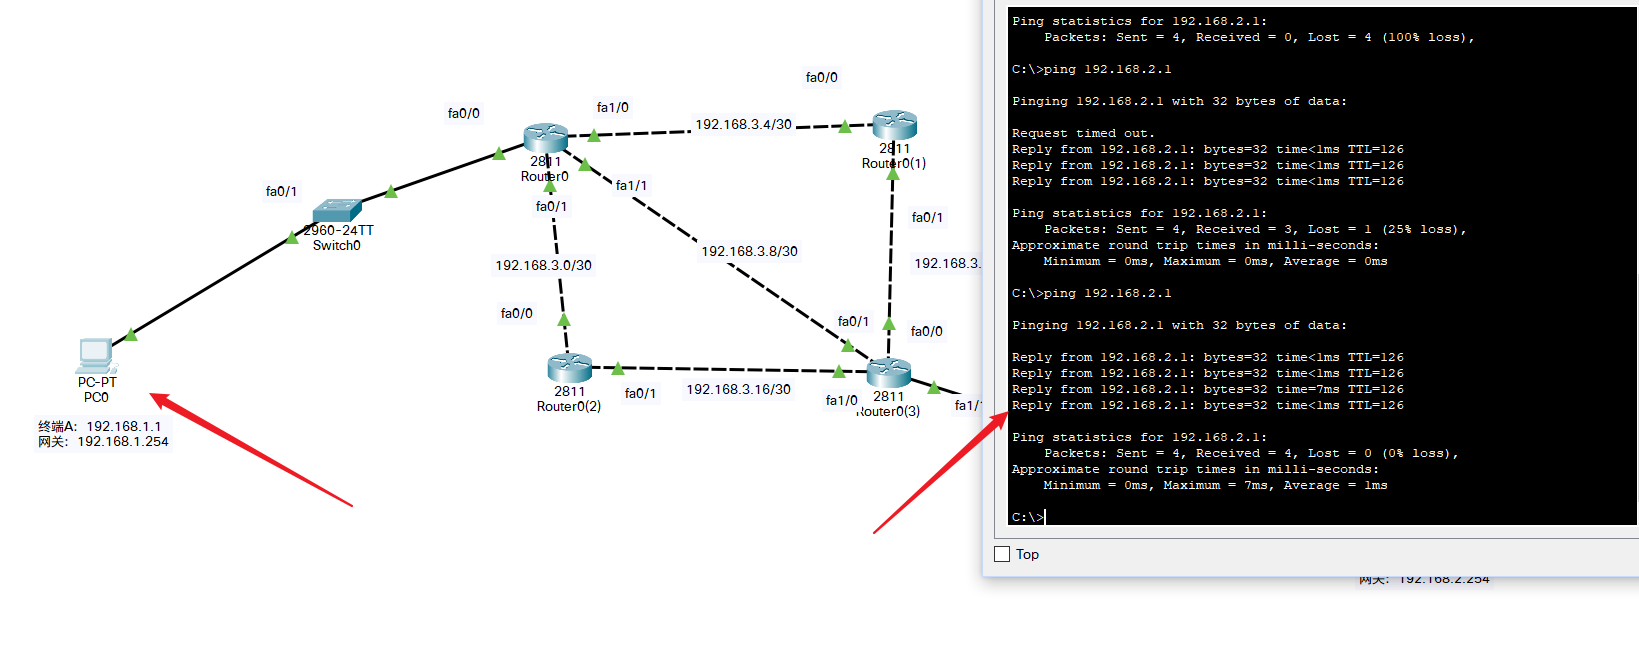 fa0/0
fa0/0
fa1/0
192.168.3.4/30
2811
Router0
2811
Router0(1)
fa0/1
fa1/1
fa0/1
fa0/1
2960-24TT
Switch0
192.168.3.8/30
192.168.3.0/30
192.168.3.
fa0/0
fa0/1
fa0/0
PC-PT
PC0
2811
Router0(2)
fa0/1
192.168.3.16/30
fa1/0
2811
Router0(3)
fa1/
终端A: 192.168.1.1
网关: 192.168.1.254
Ping statistics for 192.168.2.1:
Packets: Sent = 4, Received = 0, Lost = 4 (100% loss),
C:\>ping 192.168.2.1
Pinging 192.168.2.1 with 32 bytes of data:
Request timed out.
Reply from 192.168.2.1: bytes=32 time<1ms TTL=126
Reply from 192.168.2.1: bytes=32 time<1ms TTL=126
Reply from 192.168.2.1: bytes=32 time<1ms TTL=126
Ping statistics for 192.168.2.1:
Packets: Sent = 4, Received = 3, Lost = 1 (25% loss),
Approximate round trip times in milli-seconds:
Minimum = 0ms, Maximum = 0ms, Average = 0ms
C:\>ping 192.168.2.1
Pinging 192.168.2.1 with 32 bytes of data:
Reply from 192.168.2.1: bytes=32 time<1ms TTL=126
Reply from 192.168.2.1: bytes=32 time<1ms TTL=126
Reply from 192.168.2.1: bytes=32 time=7ms TTL=126
Reply from 192.168.2.1: bytes=32 time<1ms TTL=126
Ping statistics for 192.168.2.1:
Packets: Sent = 4, Received = 4, Lost = 0 (0% loss),
Approximate round trip times in milli-seconds:
Minimum = 0ms, Maximum = 7ms, Average = 1ms
C:\>
Top
网关: 192.168.2.254